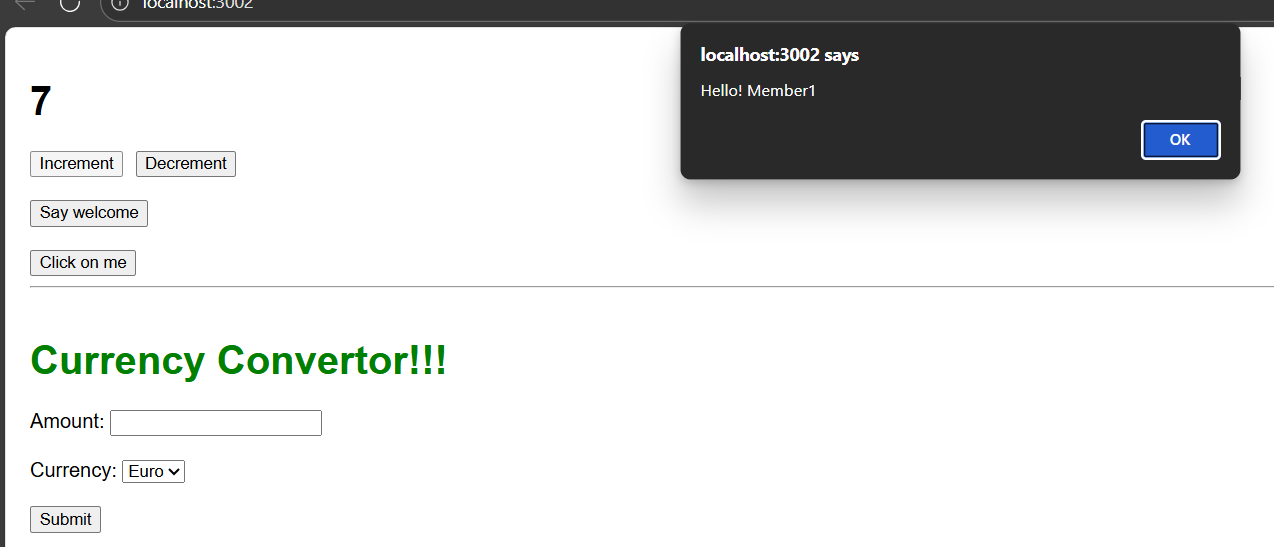 localhost:3002
localhost:3002 says
Hello! Member1
OK
7
Increment Decrement
Say welcome
Click on me
Currency Convertor!!!
Amount:
Currency: Euro
Submit